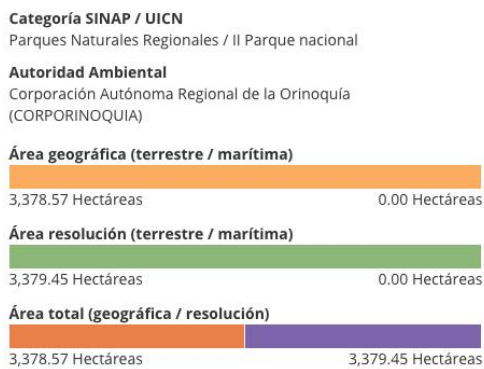 Categoría SINAP / UICN
Parques Naturales Regionales / II Parque nacional
Autoridad Ambiental
Corporación Autónoma Regional de la Orinoquía
(CORPORINOQUIA)
Área geográfica (terrestre / marítima)
3,378.57 Hectáreas 0.00 Hectáreas
Área resolución (terrestre / marítima)
3,379.45 Hectáreas 0.00 Hectáreas
Área total (geográfica / resolución)
3,378.57 Hectáreas 3,379.45 Hectáreas